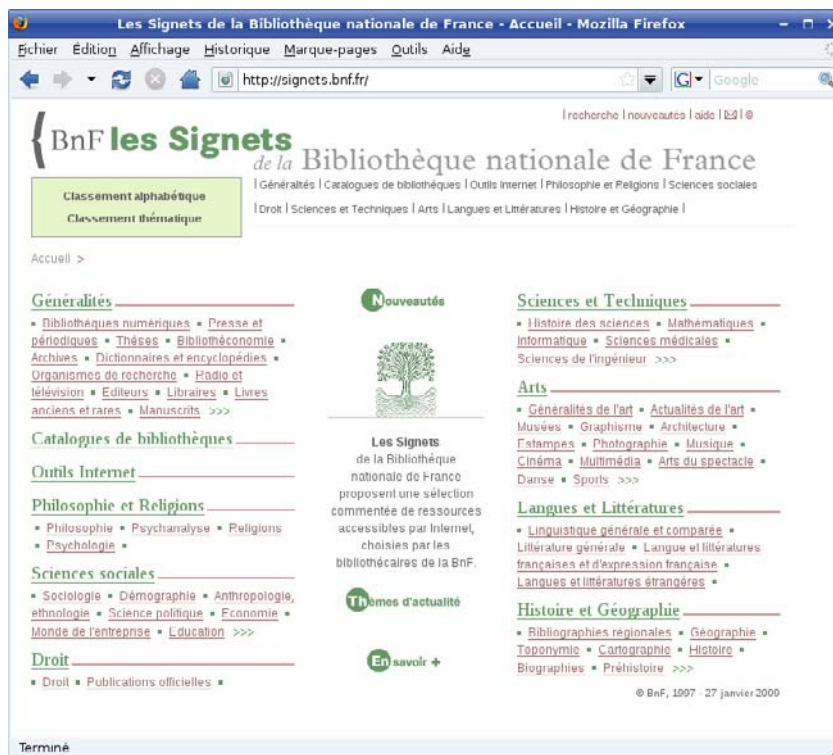 Les Signets de la Bibliothèque nationale de France - Accueil - Mozilla Firefox
Fichier Édition Affichage Historique Marque-pages Outils Aide
http://signets.bnf.fr/ G Google
| recherche | nouveautés | aide |
BnF les Signets
de la Bibliothèque nationale de France
Classement alphabétique
Classement thématique
| Généralités | Catalogues de bibliothèques | Outils Internet | Philosophie et Religions | Sciences sociales
| Droit | Sciences et Techniques | Arts | Langues et Littératures | Histoire et Géographie |
Accueil >
Généralités
▪ Bibliothèques numériques ▪ Presse et
périodiques ▪ Thèses ▪ Bibliothéconomie ▪
Archives ▪ Dictionnaires et encyclopédies ▪
Organismes de recherche ▪ Radio et
télévision ▪ Editeurs ▪ Libraires ▪ Livres
anciens et rares ▪ Manuscrits >>>
Catalogues de bibliothèques
Outils Internet
Philosophie et Religions
▪ Philosophie ▪ Psychanalyse ▪ Religions
▪ Psychologie ▪
Sciences sociales
▪ Sociologie ▪ Démographie ▪ Anthropologie,
ethnologie ▪ Science politique ▪ Economie ▪
Monde de l'entreprise ▪ Education >>>
Droit
▪ Droit ▪ Publications officielles ▪
Nouveautés
Les Signets
de la Bibliothèque
nationale de France
proposent une sélection
commentée de ressources
accessibles par Internet,
choisies par les
bibliothécaires de la BnF.
Thèmes d'actualité
En savoir +
Sciences et Techniques
▪ Histoire des sciences ▪ Mathématiques ▪
Informatique ▪ Sciences médicales ▪
Sciences de l'ingénieur >>>
Arts
▪ Généralités de l'art ▪ Actualités de l'art ▪
Musées ▪ Graphisme ▪ Architecture ▪
Estampes ▪ Photographie ▪ Musique ▪
Cinéma ▪ Multimédia ▪ Arts du spectacle ▪
Danse ▪ Sports >>>
Langues et Littératures
▪ Linguistique générale et comparée ▪
Littérature générale ▪ Langue et littératures
françaises et d'expression française ▪
Langues et littératures étrangères ▪
Histoire et Géographie
▪ Bibliographies régionales ▪ Géographie ▪
Toponymie ▪ Cartographie ▪ Histoire ▪
Biographies ▪ Préhistoire >>>
© BnF, 1997 - 27 janvier 2009
Terminé